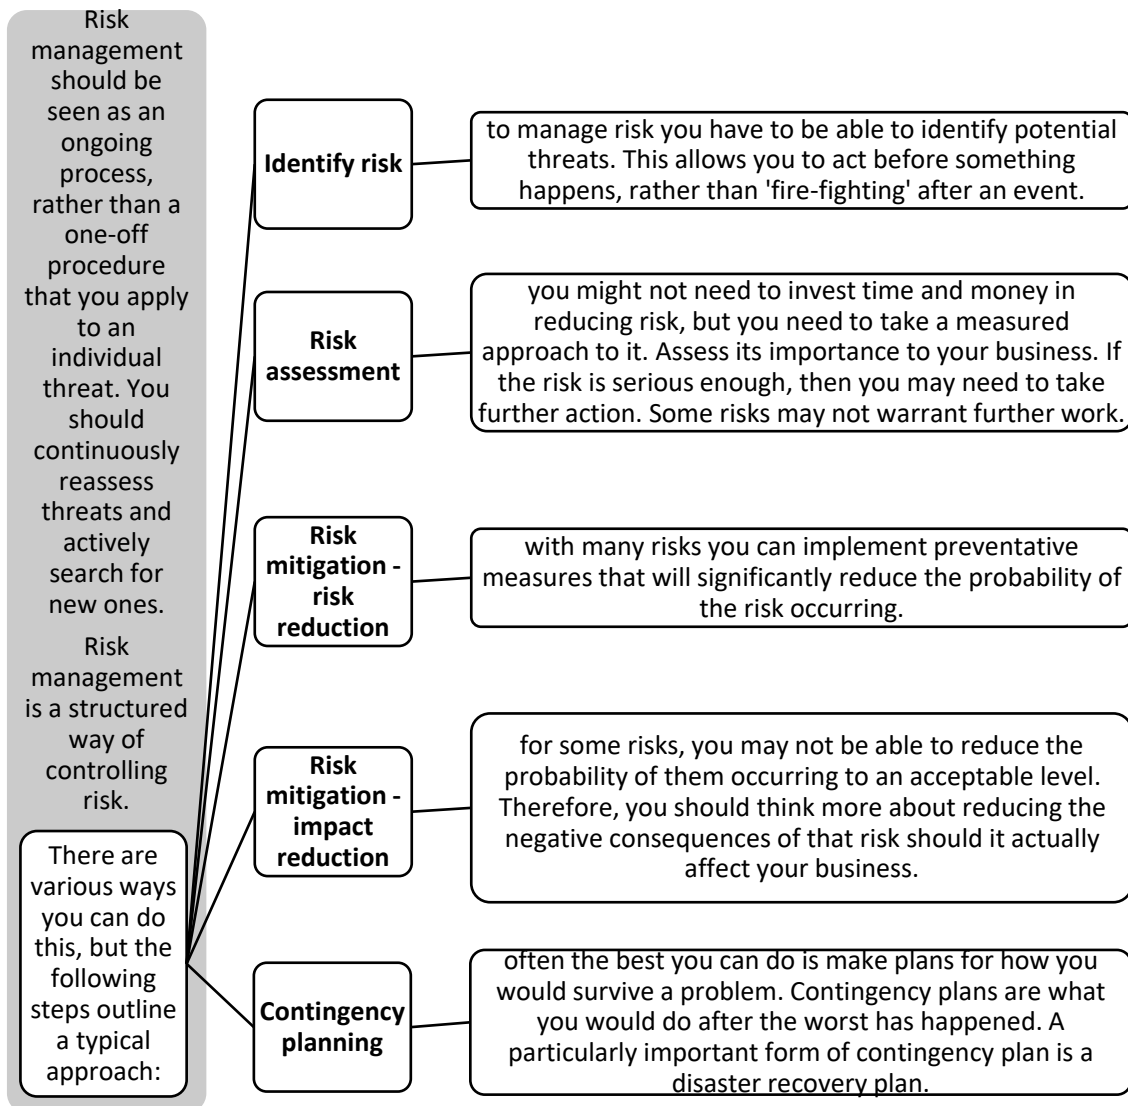 Risk
management
should be
seen as an
ongoing
process,
rather than a
one-off
procedure
that you apply
to an
individual
threat. You
should
continuously
reassess
threats and
actively
search for
new ones.
Risk
management
is a structured
way of
controlling
risk.
There are
various ways
you can do
this, but the
following
steps outline
a typical
approach:
Identify risk
to manage risk you have to be able to identify potential
threats. This allows you to act before something
happens, rather than 'fire-fighting' after an event.
Risk
assessment
you might not need to invest time and money in
reducing risk, but you need to take a measured
approach to it. Assess its importance to your business. If
the risk is serious enough, then you may need to take
further action. Some risks may not warrant further work.
Risk
mitigation -
risk
reduction
with many risks you can implement preventative
measures that will significantly reduce the probability of
the risk occurring.
Risk
mitigation -
impact
reduction
for some risks, you may not be able to reduce the
probability of them occurring to an acceptable level.
Therefore, you should think more about reducing the
negative consequences of that risk should it actually
affect your business.
Contingency
planning
often the best you can do is make plans for how you
would survive a problem. Contingency plans are what
you would do after the worst has happened. A
particularly important form of contingency plan is a
disaster recovery plan.